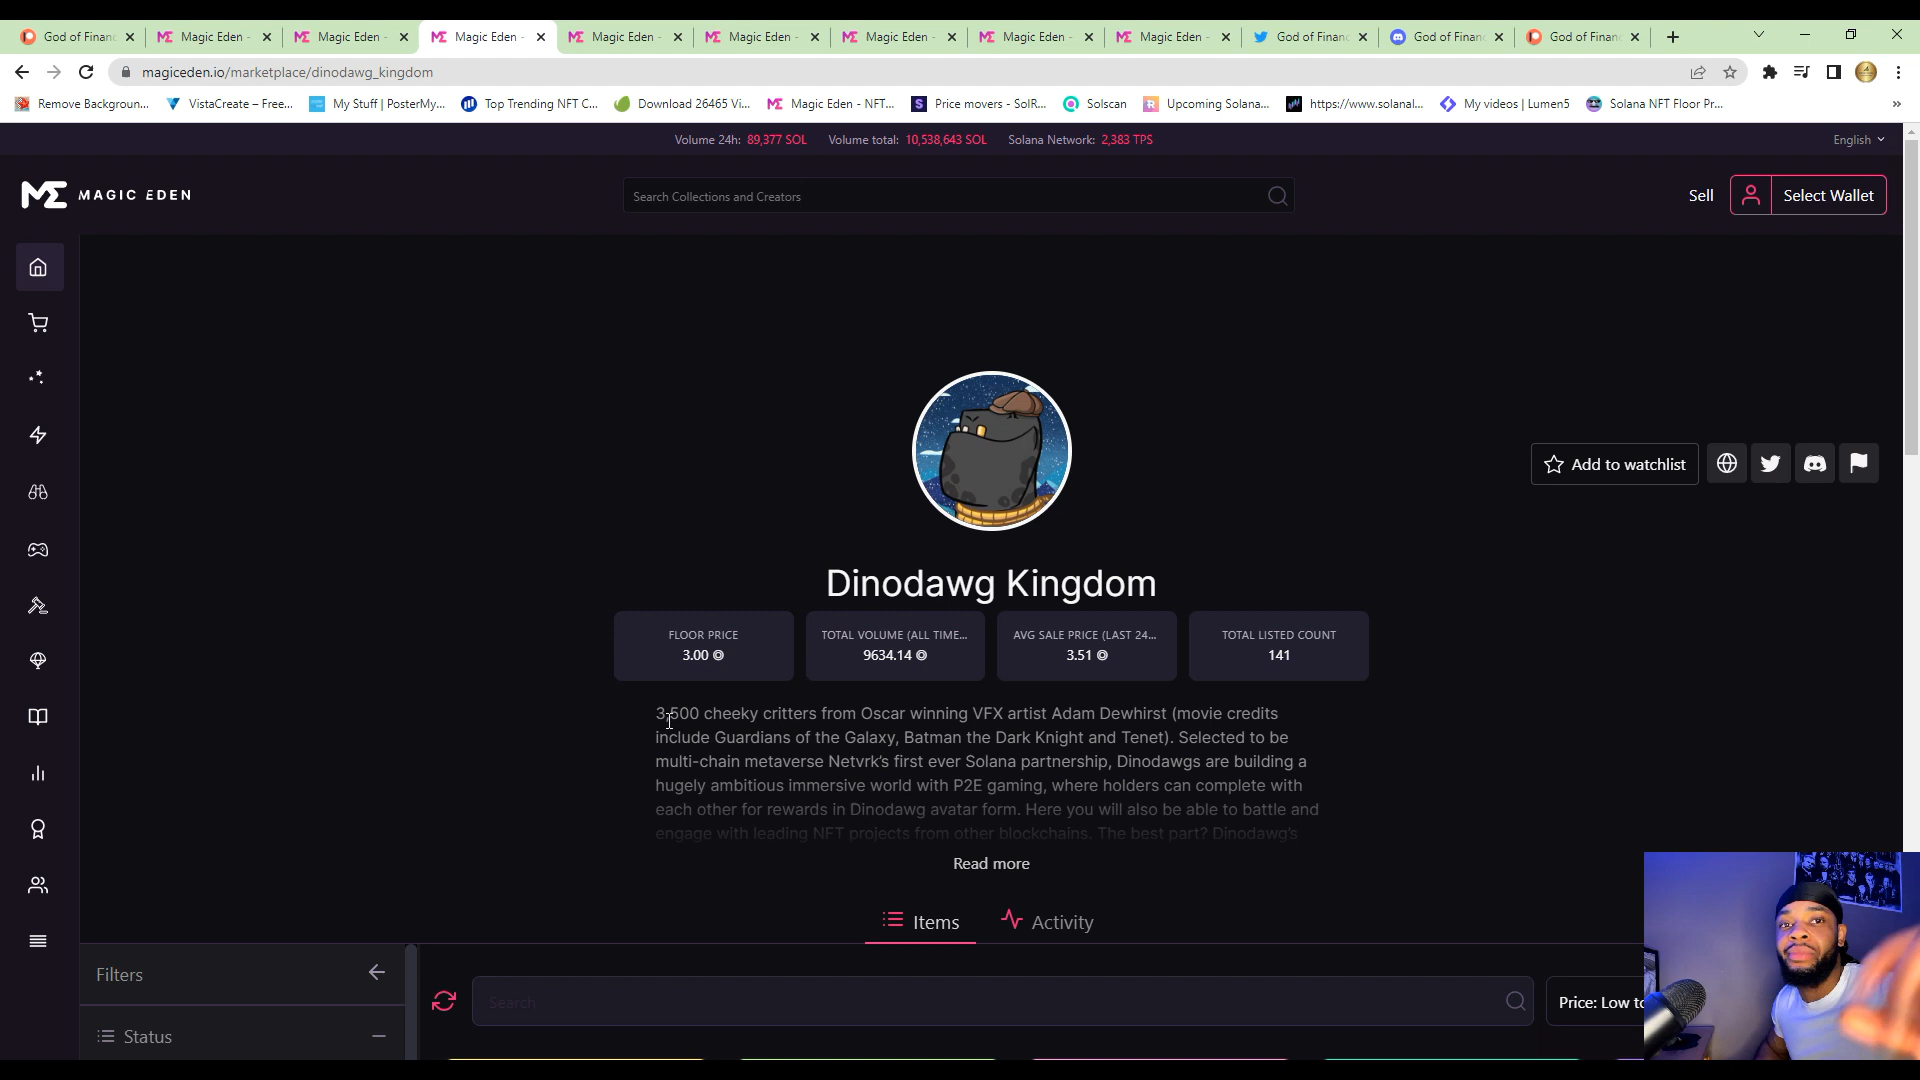 God of Financ
Magic Eden -
Magic Eden -
Magic Eden -
Magic Eden -
Magic Eden -
Magic Eden -
Magic Eden -
Magic Eden -
God of Financ
God of Financ
God of Financ
magiceden.io/marketplace/dinodawg_kingdom
Remove Backgroun...
VistaCreate – Free...
My Stuff | PosterMy...
Top Trending NFT C...
Download 26465 Vi...
Magic Eden - NFT...
Price movers - SolR...
Solscan
Upcoming Solana...
https://www.solanal...
My videos | Lumen5
Solana NFT Floor Pr...
Volume 24h: 89,377 SOL Volume total: 10,538,643 SOL Solana Network: 2,383 TPS
English
MAGIC EDEN
Search Collections and Creators
Sell
Select Wallet
Add to watchlist
Dinodawg Kingdom
FLOOR PRICE
3.00
TOTAL VOLUME (ALL TIME...
9634.14
AVG SALE PRICE (LAST 24...
3.51
TOTAL LISTED COUNT
141
3,500 cheeky critters from Oscar winning VFX artist Adam Dewhirst (movie credits
include Guardians of the Galaxy, Batman the Dark Knight and Tenet). Selected to be
multi-chain metaverse Netvrk's first ever Solana partnership, Dinodawgs are building a
hugely ambitious immersive world with P2E gaming, where holders can complete with
each other for rewards in Dinodawg avatar form. Here you will also be able to battle and
engage with leading NFT projects from other blockchains. The best part? Dinodawg's
Read more
Items
Activity
Filters
Search
Price: Low to
Status